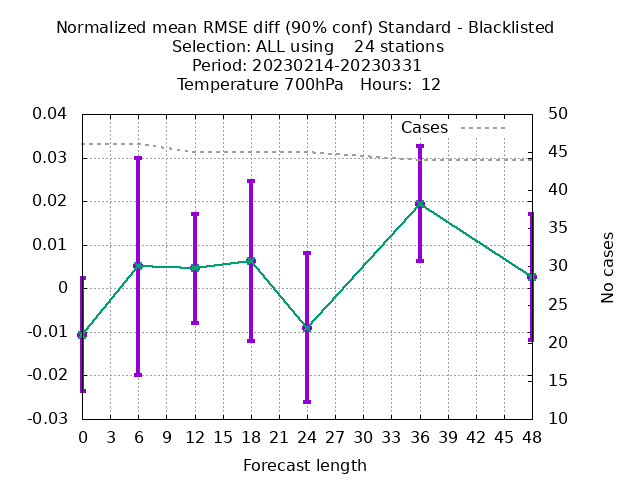 Normalized mean RMSE diff (90% conf) Standard - Blacklisted
Selection: ALL using    24 stations
Period: 20230214-20230331
Temperature 700hPa   Hours:  12
Cases
0.04
0.03
0.02
0.01
0
-0.01
-0.02
-0.03
50
45
40
35
30
25
20
15
10
No cases
0 3 6 9 12 15 18 21 24 27 30 33 36 39 42 45 48
Forecast length